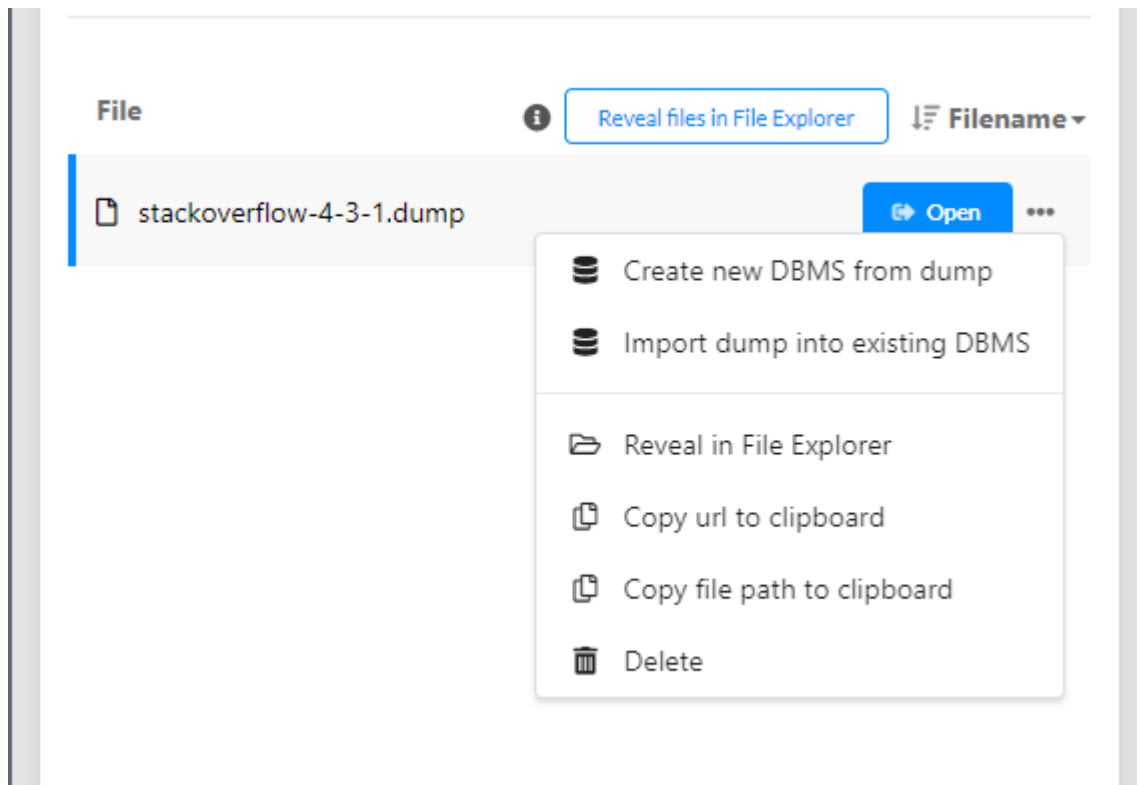 File
Reveal files in File Explorer
Filename
stackoverflow-4-3-1.dump
Open
Create new DBMS from dump
Import dump into existing DBMS
Reveal in File Explorer
Copy url to clipboard
Copy file path to clipboard
Delete